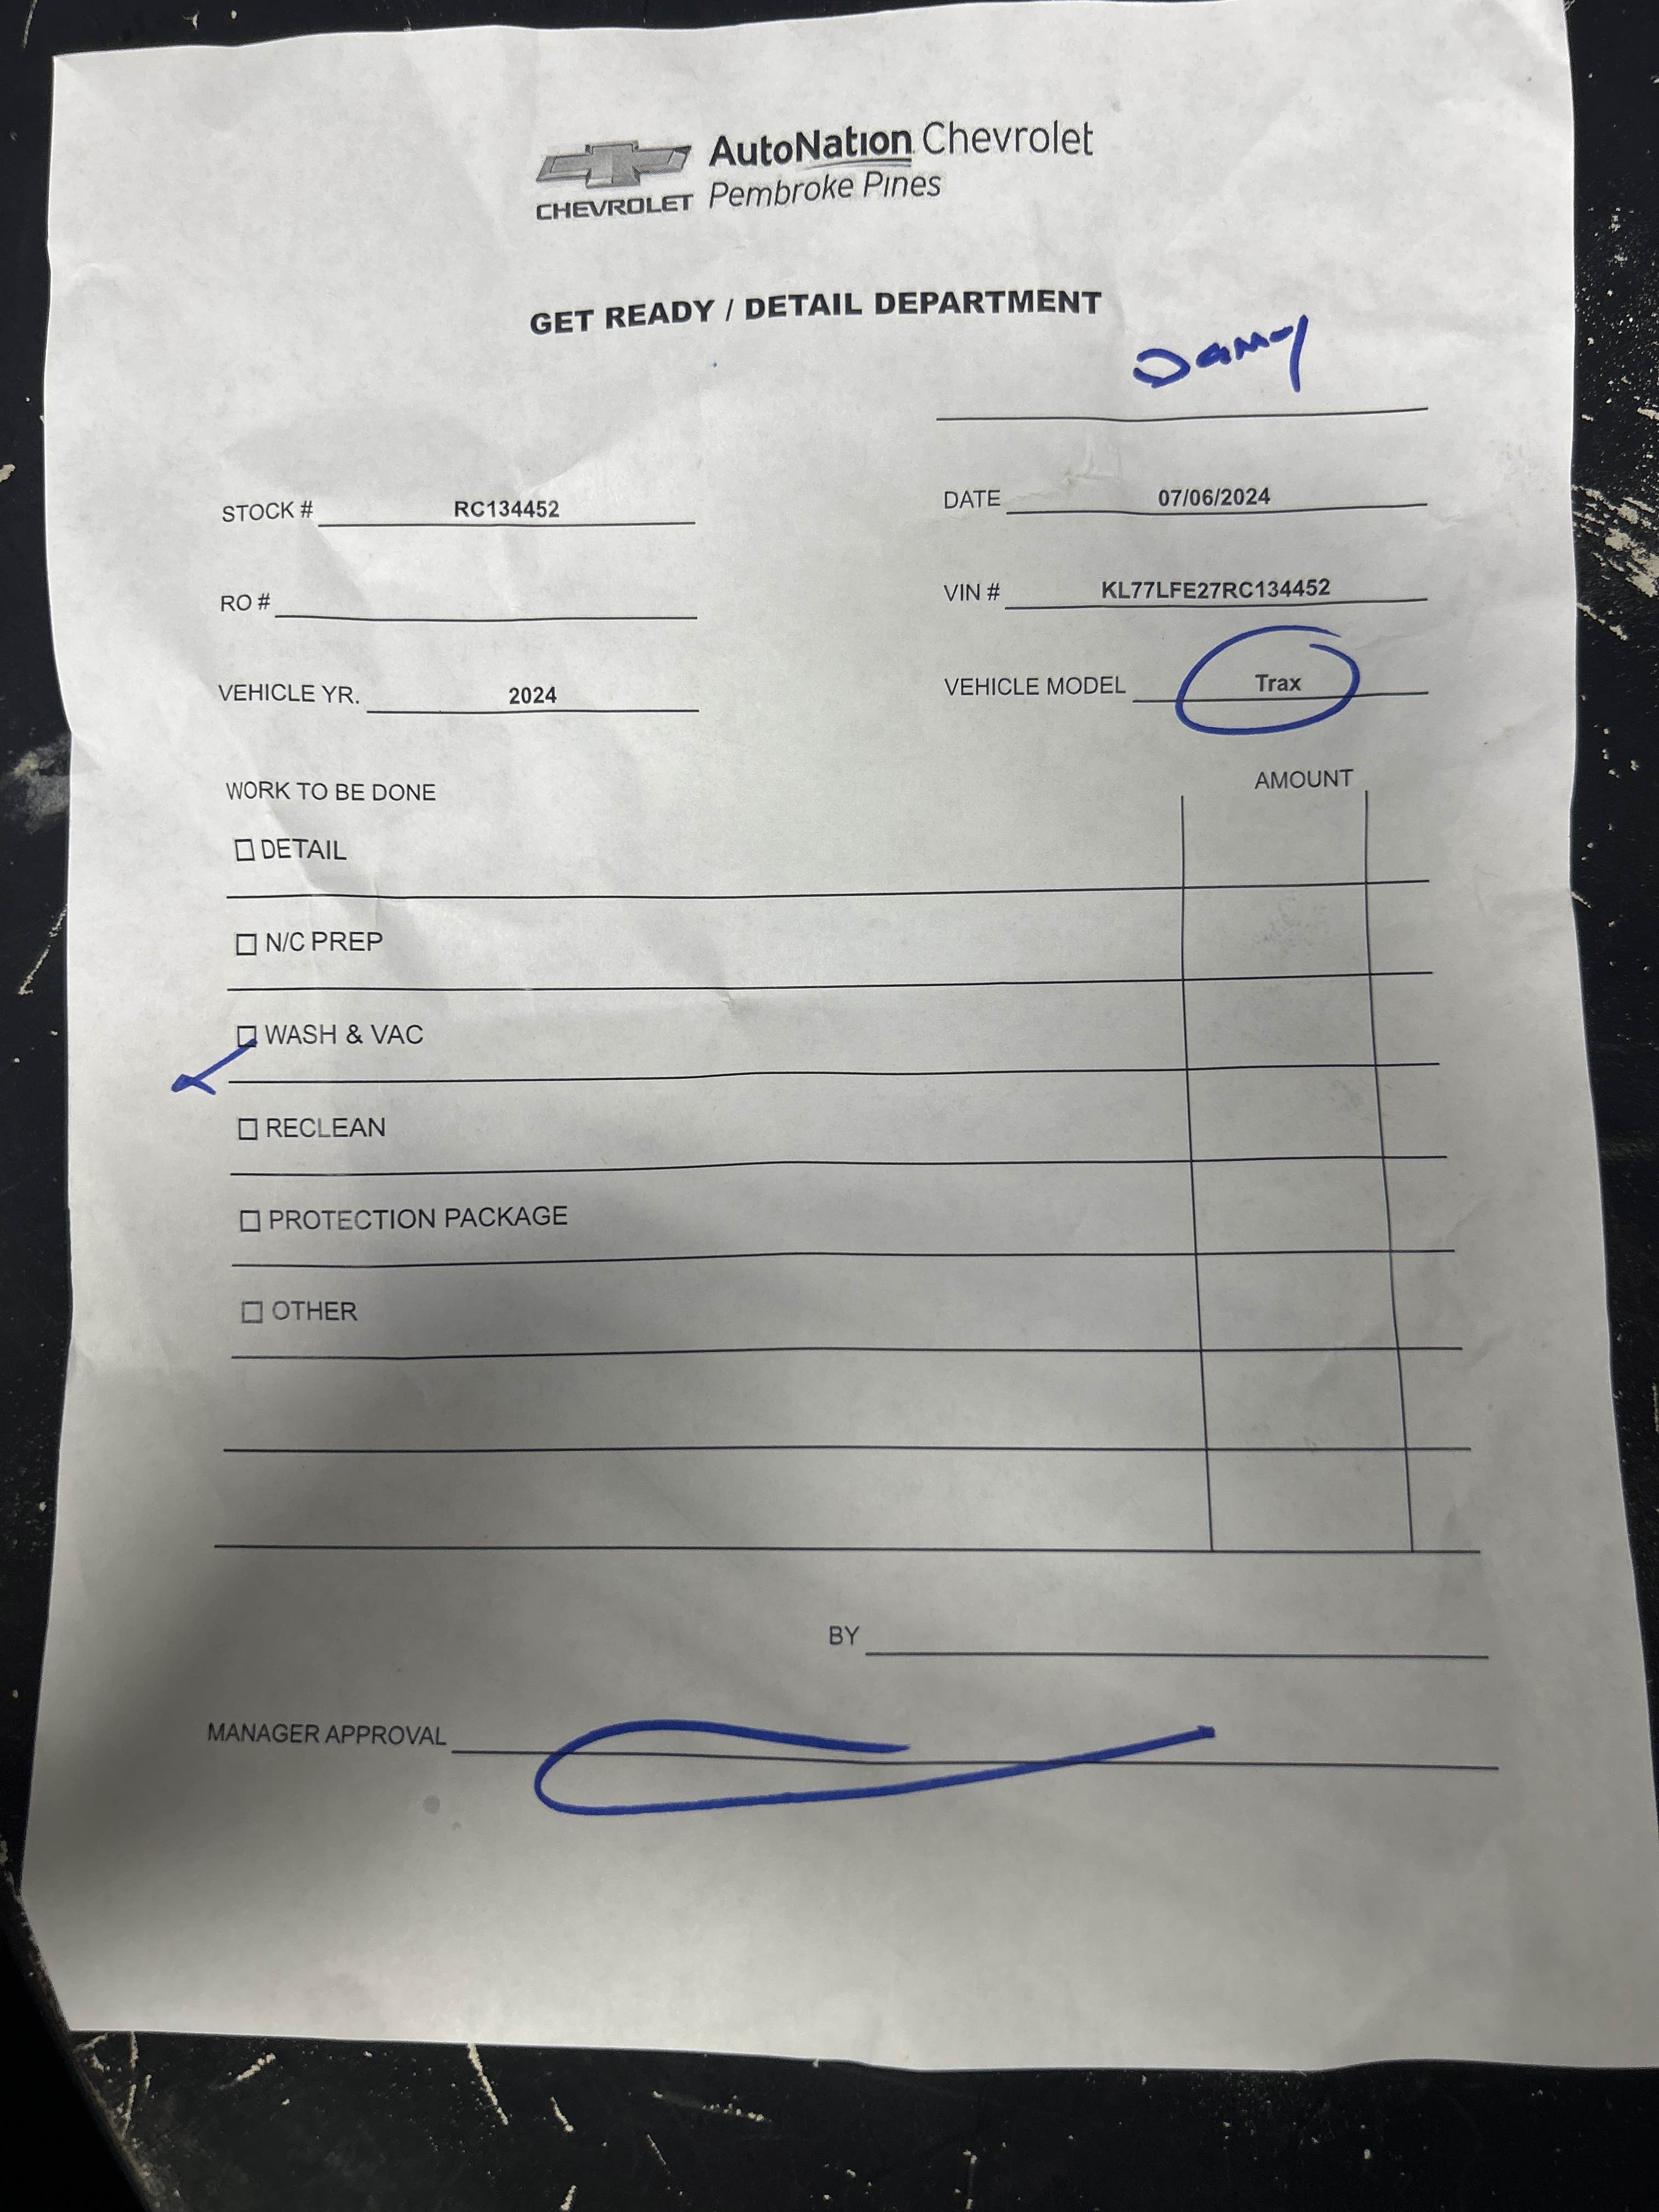 AutoNation Chevrolet
CHEVROLET Pembroke Pines
GET READY / DETAIL DEPARTMENT
STOCK # RC134452 DATE 07/06/2024
RO # VIN # KL77LFE27RC134452
VEHICLE YR. 2024 VEHICLE MODEL Trax
WORK TO BE DONE AMOUNT
DETAIL
N/C PREP
WASH & VAC
RECLEAN
PROTECTION PACKAGE
OTHER
BY
MANAGER APPROVAL